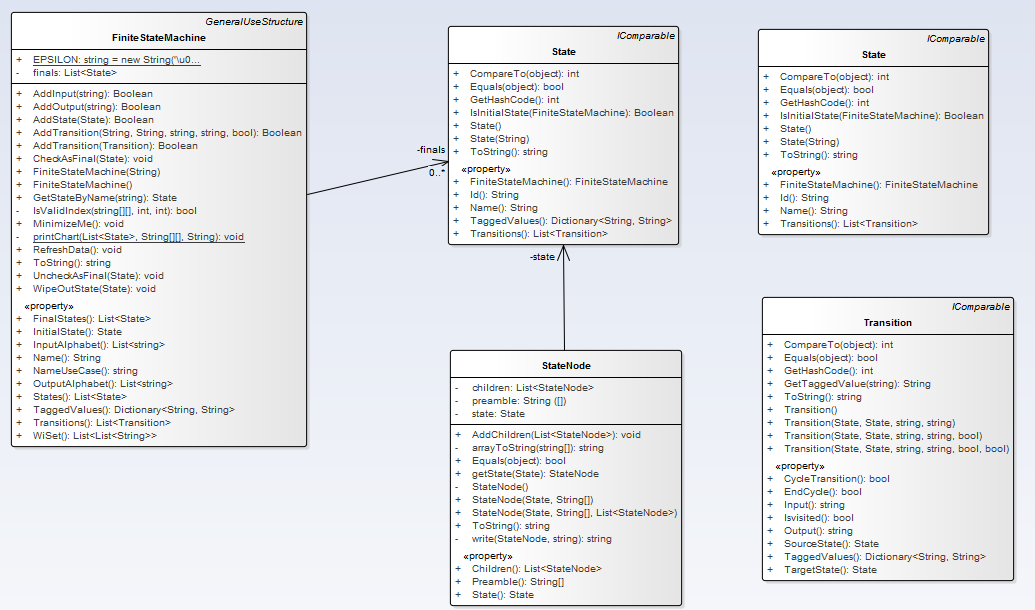 GeneralUseStructure
FiniteStateMachine
+ EPSILON: string = new String('\u0...
- finals: List<State>
+ AddInput(string): Boolean
+ AddOutput(string): Boolean
+ AddState(State): Boolean
+ AddTransition(String, String, string, string, bool): Boolean
+ AddTransition(Transition): Boolean
+ CheckAsFinal(State): void
+ FiniteStateMachine(String)
+ FiniteStateMachine()
+ GetStateByName(string): State
- IsValidIndex(string[][], int, int): bool
+ MinimizeMe(): void
- printChart(List<State>, String[][], String): void
+ RefreshData(): void
+ ToString(): string
+ UncheckAsFinal(State): void
+ WipeOutState(State): void
«property»
+ FinalStates(): List<State>
+ InitialState(): State
+ InputAlphabet(): List<string>
+ Name(): String
+ NameUseCase(): string
+ OutputAlphabet(): List<string>
+ States(): List<State>
+ TaggedValues(): Dictionary<String, String>
+ Transitions(): List<Transition>
+ WiSet(): List<List<String>>
-finals
0..*
IComparable
State
+ CompareTo(object): int
+ Equals(object): bool
+ GetHashCode(): int
+ IsInitialState(FiniteStateMachine): Boolean
+ State()
+ State(String)
+ ToString(): string
«property»
+ FiniteStateMachine(): FiniteStateMachine
+ Id(): String
+ Name(): String
+ TaggedValues(): Dictionary<String, String>
+ Transitions(): List<Transition>
-state
StateNode
- children: List<StateNode>
- preamble: String ([])
- state: State
+ AddChildren(List<StateNode>): void
- arrayToString(string[]): string
+ Equals(object): bool
+ getState(State): StateNode
- StateNode()
+ StateNode(State, String[])
+ StateNode(State, String[], List<StateNode>)
+ ToString(): string
- write(StateNode, string): string
«property»
+ Children(): List<StateNode>
+ Preamble(): String[]
+ State(): State
IComparable
State
+ CompareTo(object): int
+ Equals(object): bool
+ GetHashCode(): int
+ IsInitialState(FiniteStateMachine): Boolean
+ State()
+ State(String)
+ ToString(): string
«property»
+ FiniteStateMachine(): FiniteStateMachine
+ Id(): String
+ Name(): String
+ Transitions(): List<Transition>
IComparable
Transition
+ CompareTo(object): int
+ Equals(object): bool
+ GetHashCode(): int
+ GetTaggedValue(string): String
+ ToString(): string
+ Transition()
+ Transition(State, State, string, string)
+ Transition(State, State, string, string, bool)
+ Transition(State, State, string, string, bool, bool)
«property»
+ CycleTransition(): bool
+ EndCycle(): bool
+ Input(): string
+ Isvisited(): bool
+ Output(): string
+ SourceState(): State
+ TaggedValues(): Dictionary<String, String>
+ TargetState(): State